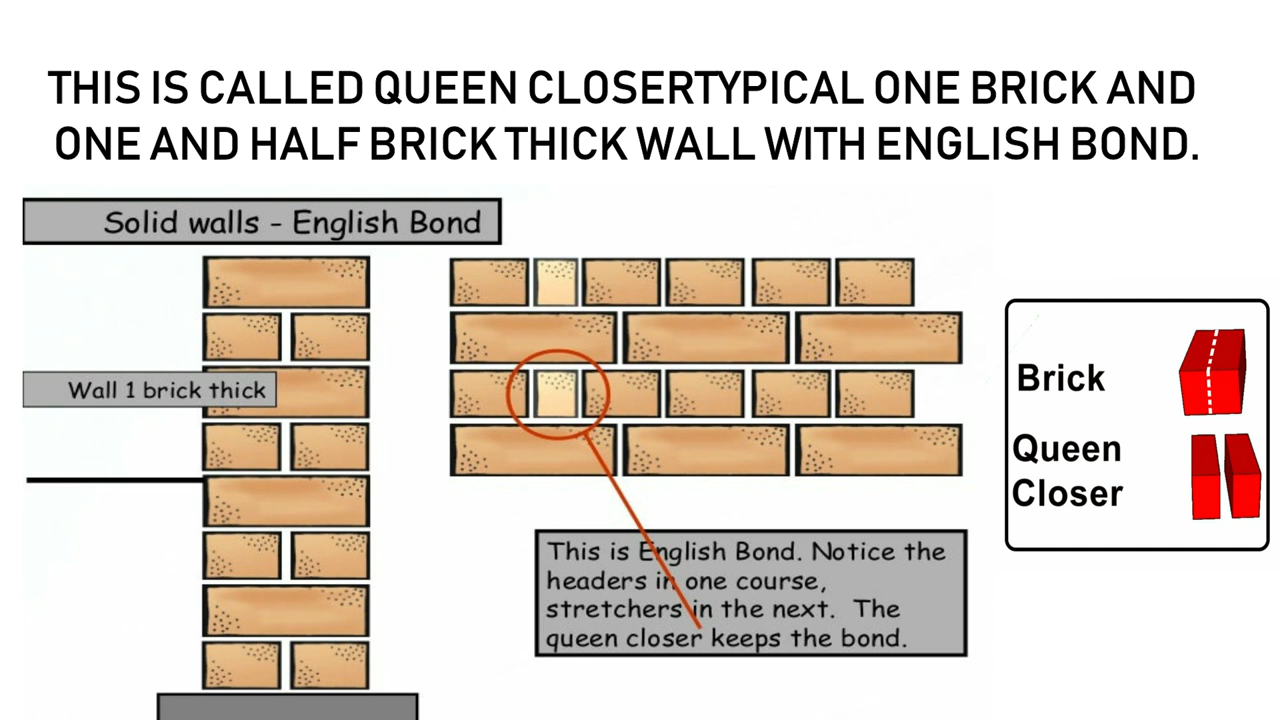 THIS IS CALLED QUEEN CLOSERTYPICAL ONE BRICK AND
ONE AND HALF BRICK THICK WALL WITH ENGLISH BOND.
Solid walls - English Bond
Wall 1 brick thick
This is English Bond. Notice the
headers in one course,
stretchers in the next. The
queen closer keeps the bond.
Brick
Queen
Closer